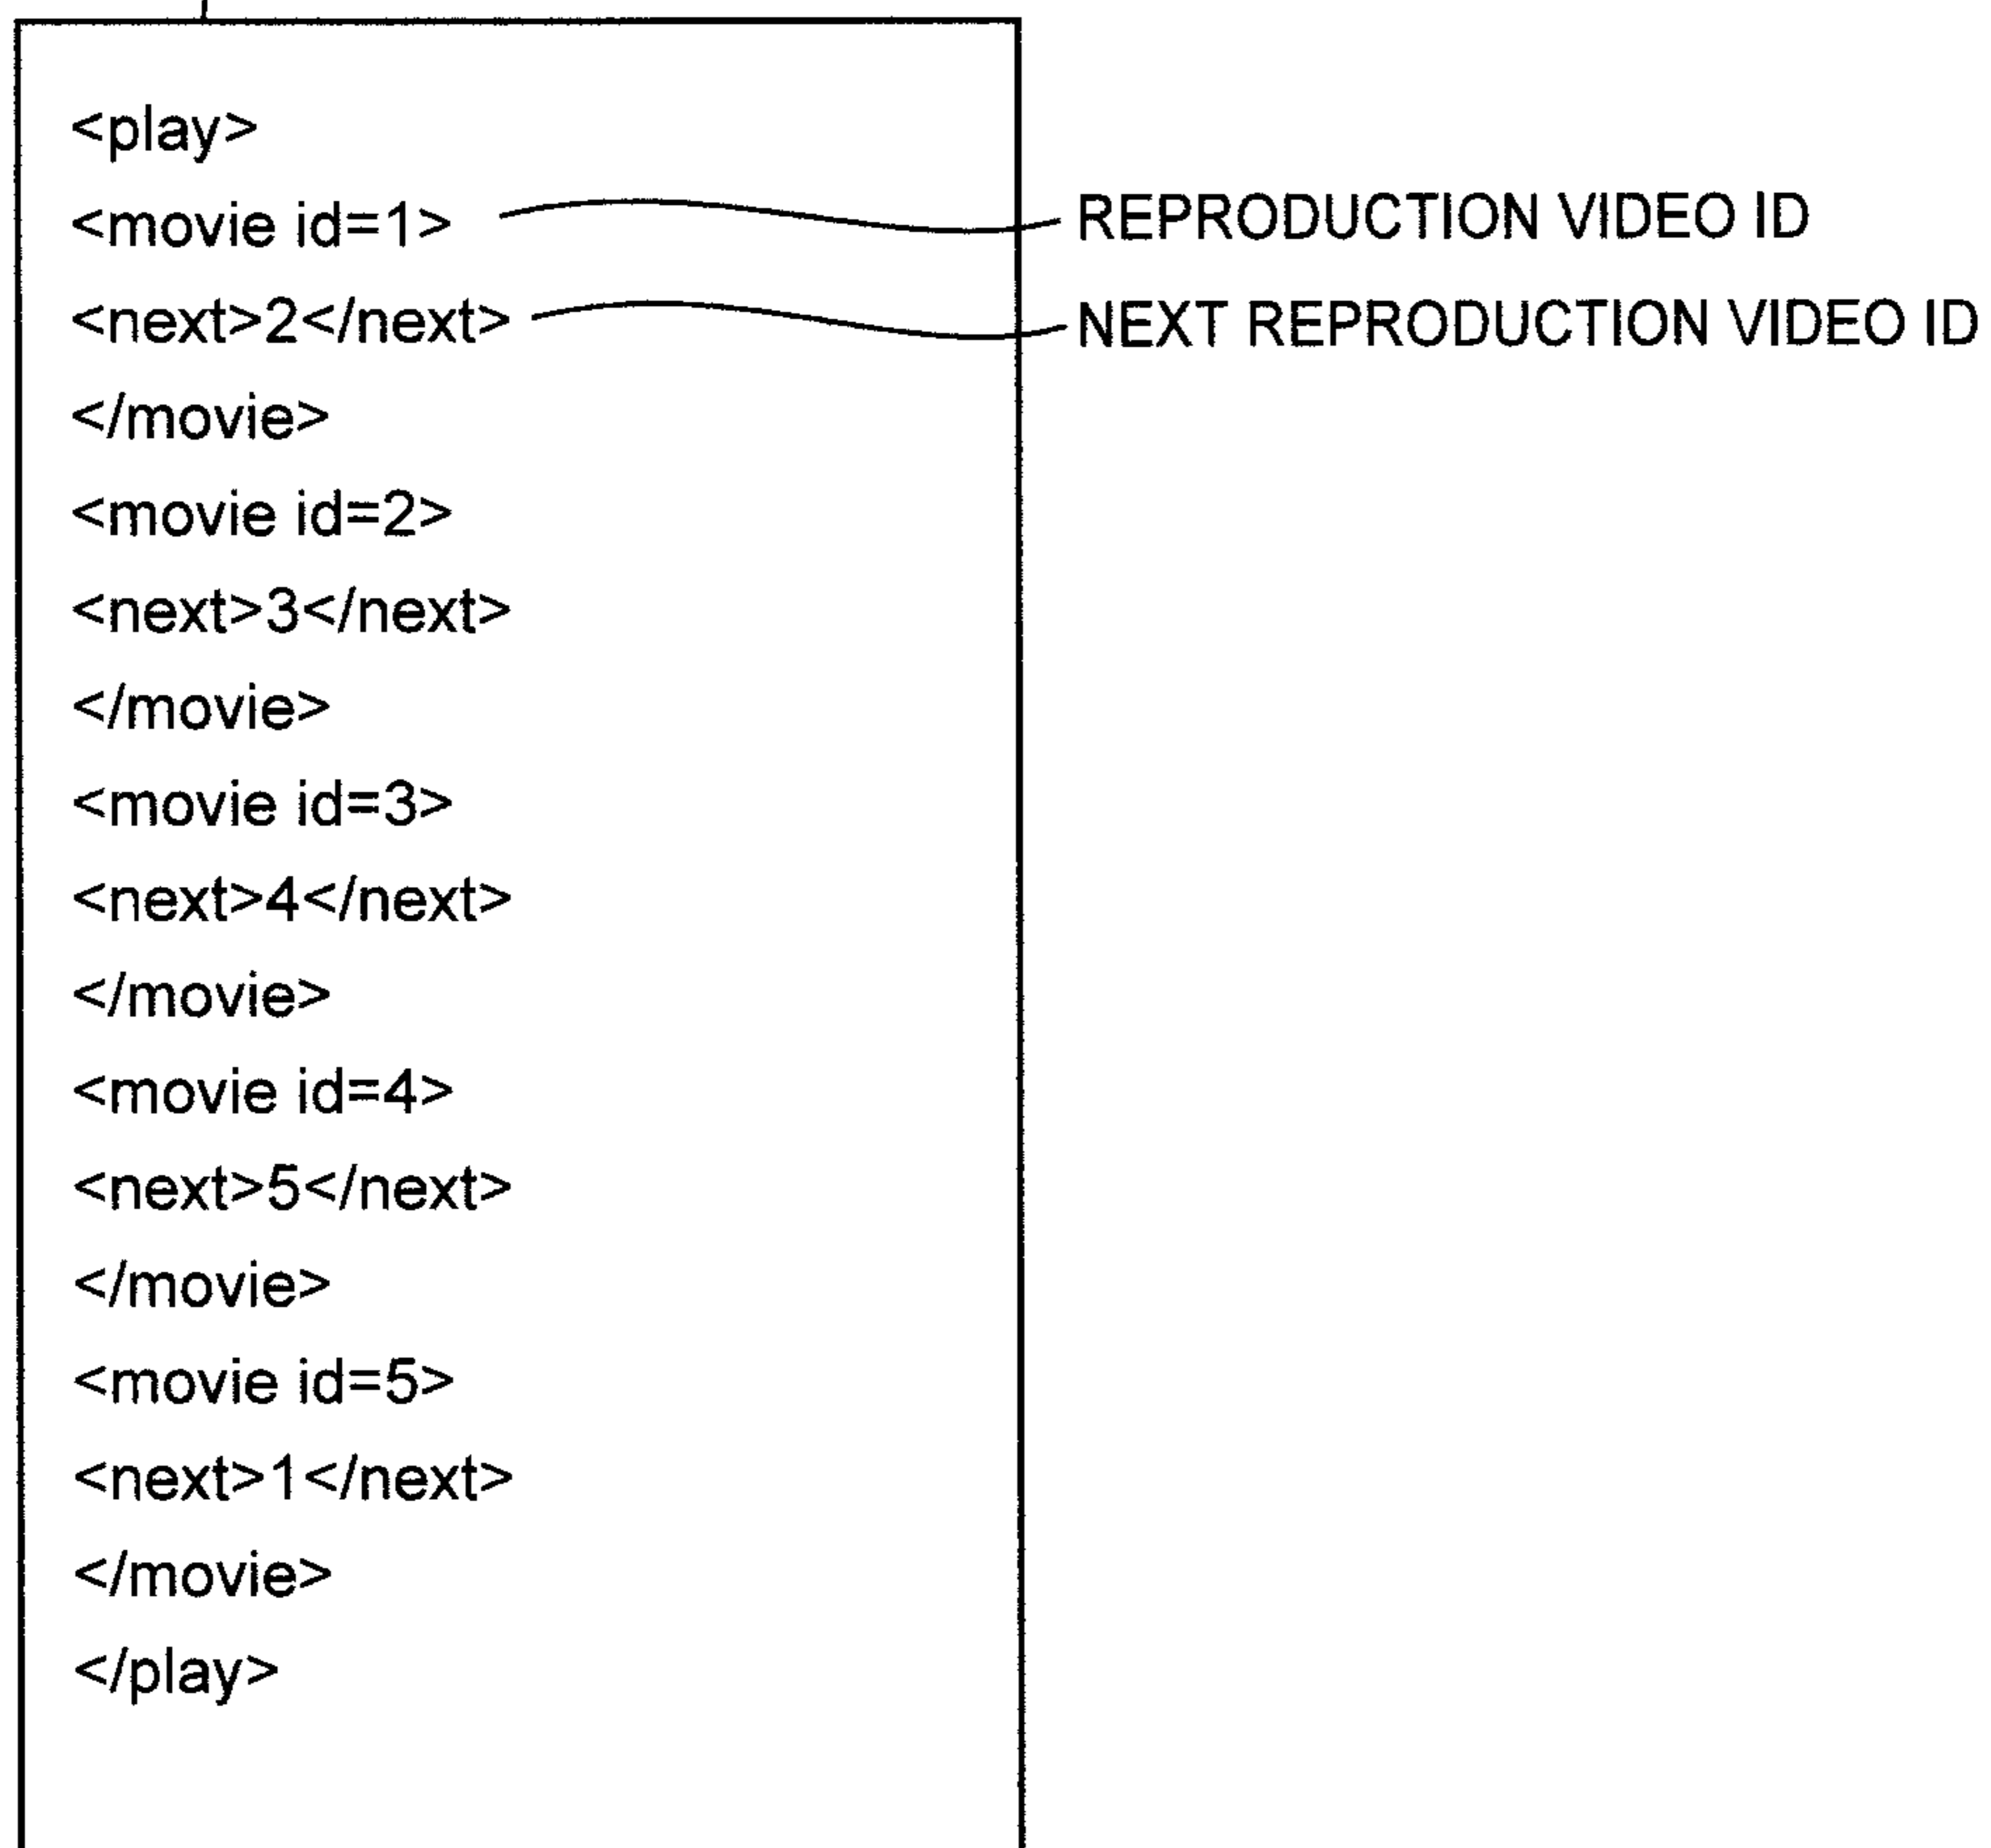 <play>
<movie id=1> REPRODUCTION VIDEO ID
<next>2</next> NEXT REPRODUCTION VIDEO ID
</movie>
<movie id=2>
<next>3</next>
</movie>
<movie id=3>
<next>4</next>
</movie>
<movie id=4>
<next>5</next>
</movie>
<movie id=5>
<next>1</next>
</movie>
</play>